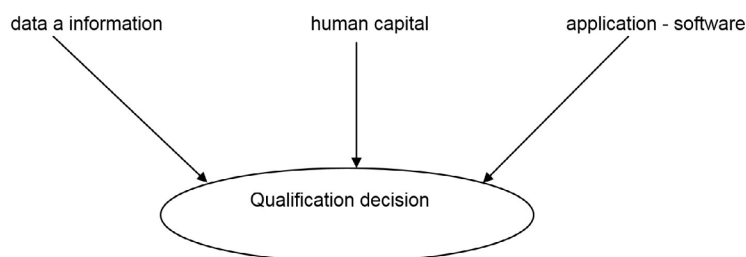 data a information
human capital
application - software
Qualification decision